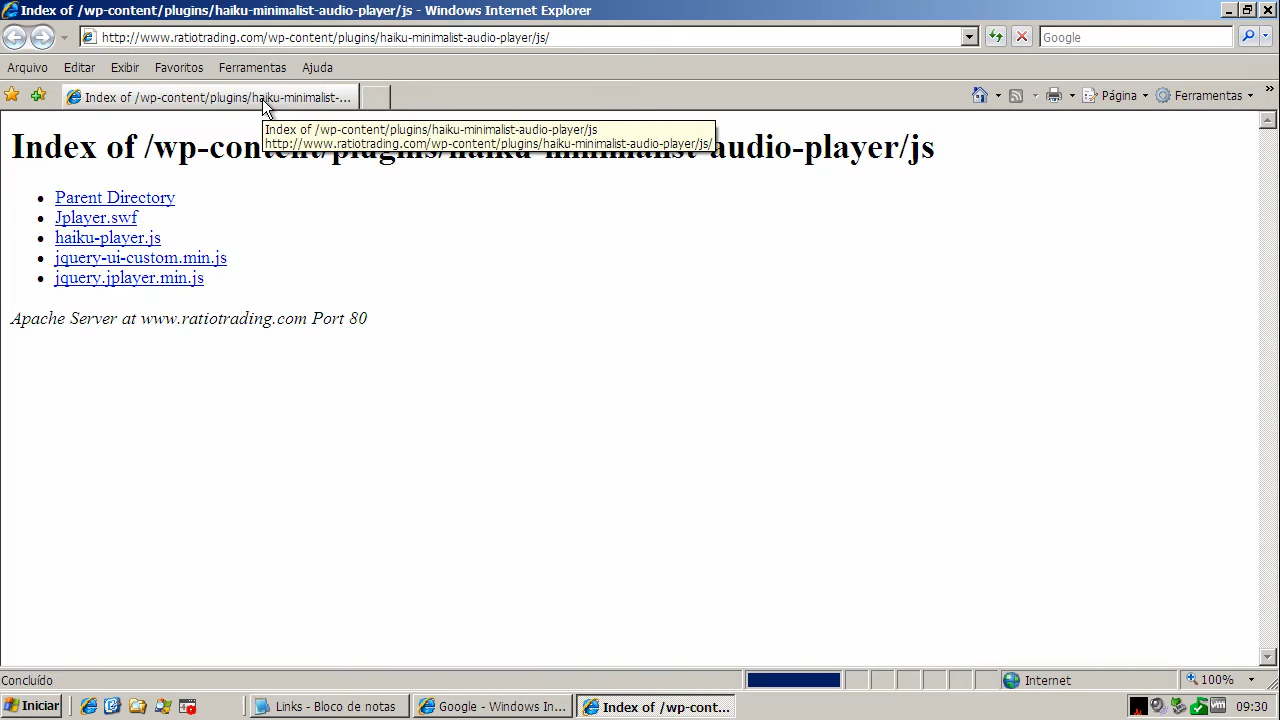 Index of /wp-content/plugins/haiku-minimalist-audio-player/js - Windows Internet Explorer
http://www.ratiotrading.com/wp-content/plugins/haiku-minimalist-audio-player/js/
Google
Arquivo Editar Exibir Favoritos Ferramentas Ajuda
Index of /wp-content/plugins/haiku-minimalist-...
Página Ferramentas
Index of /wp-content/plugins/haiku-minimalist-audio-player/js
http://www.ratiotrading.com/wp-content/plugins/haiku-minimalist-audio-player/js/
Index of /wp-content/plugins/haiku-minimalist-audio-player/js
Parent Directory
Jplayer.swf
haiku-player.js
jquery-ui-custom.min.js
jquery.jplayer.min.js
Apache Server at www.ratiotrading.com Port 80
Concluído
Internet
100%
Iniciar
Links - Bloco de notas
Google - Windows In...
Index of /wp-cont...
vm
09:30